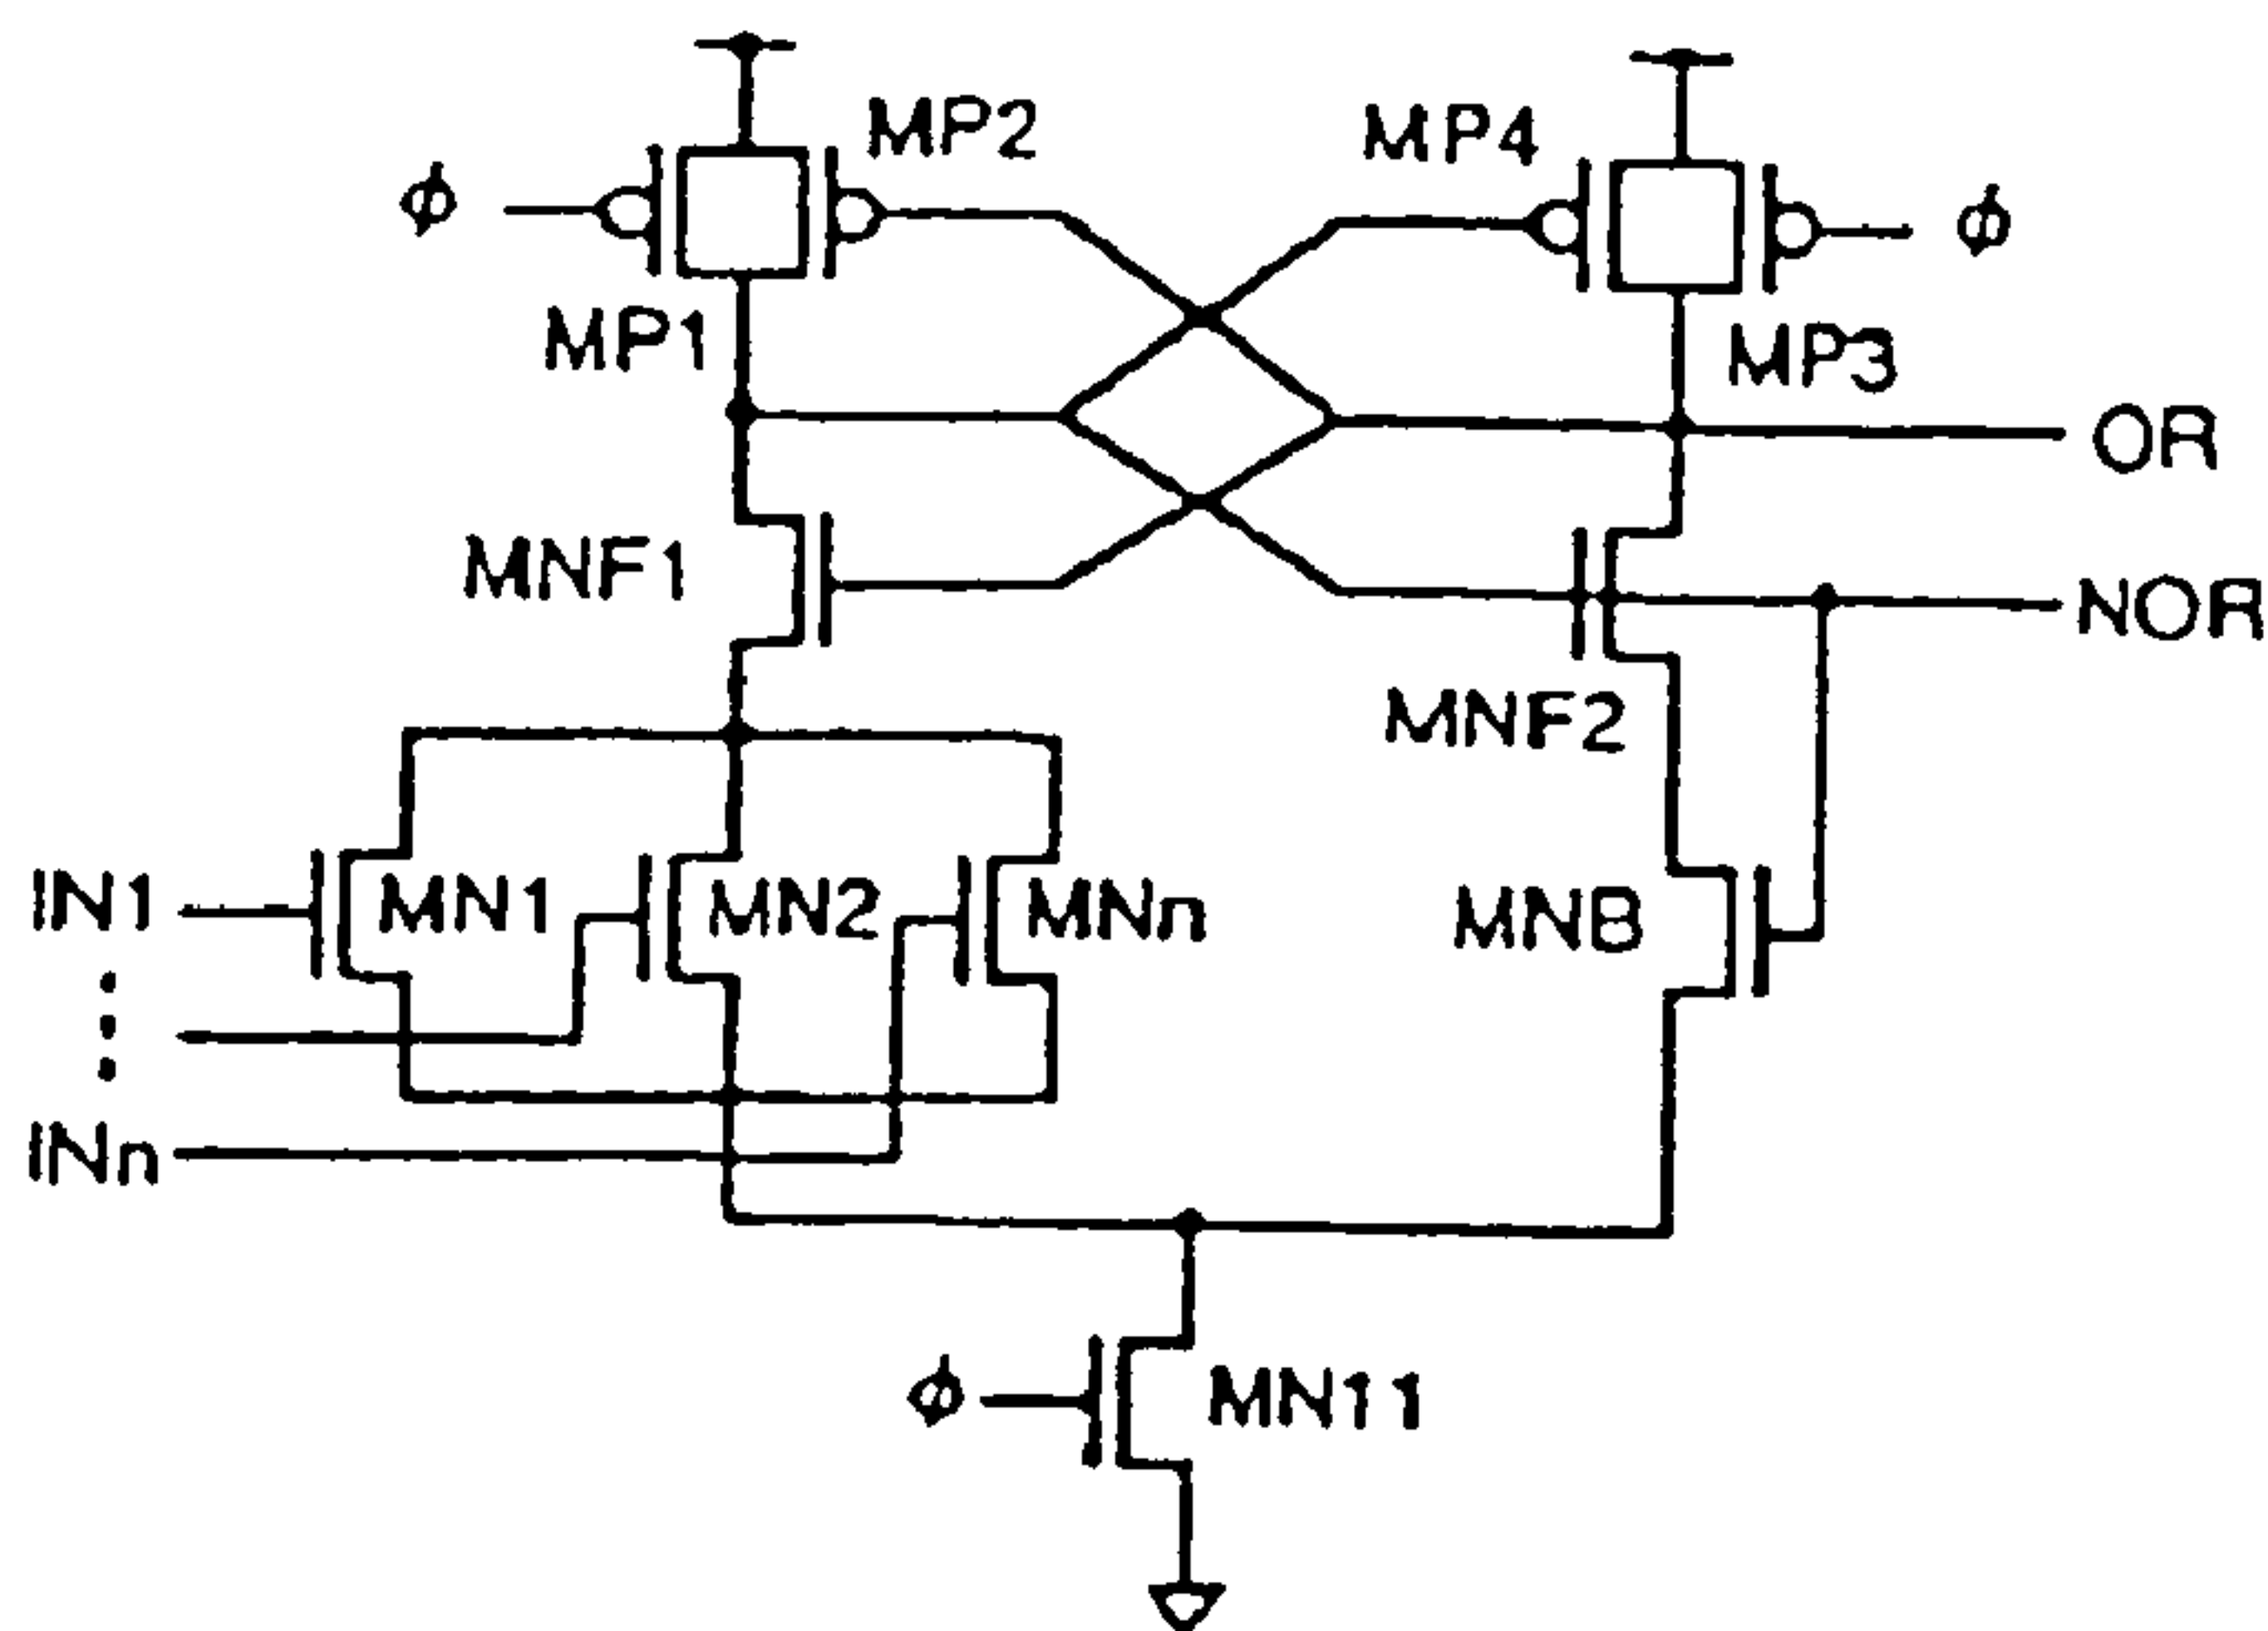 MP2
MP4
ϕ
ϕ
MP1
MP3
OR
MNF1
NOR
MNF2
IN1
MN1
MN2
MNn
MNB
INn
ϕ
MN11